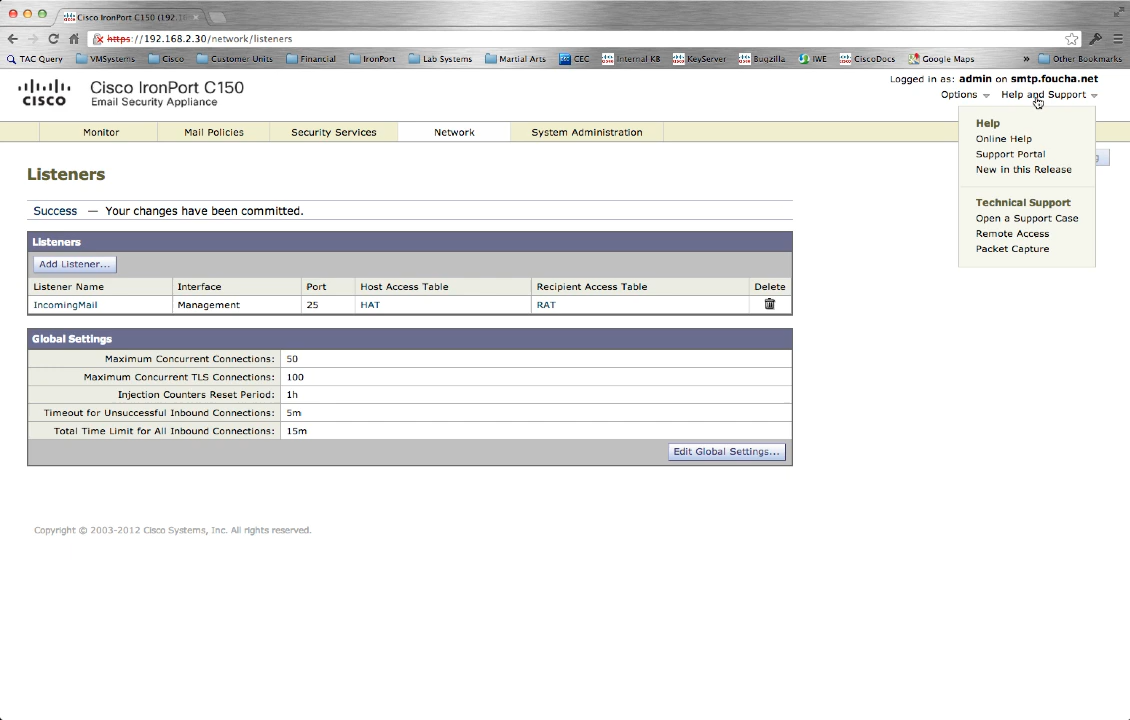 Cisco IronPort C150 (192.16
https://192.168.2.30/network/listeners
TAC Query VMSystems Cisco Customer Units Financial IronPort Lab Systems Martial Arts CEC Internal KB KeyServer Bugzilla IWE CiscoDocs Google Maps » Other Bookmarks
CISCO
Cisco IronPort C150
Email Security Appliance
Logged in as: admin on smtp.foucha.net
Options Help and Support
Monitor Mail Policies Security Services Network System Administration
Help
Online Help
Support Portal
New in this Release
Technical Support
Open a Support Case
Remote Access
Packet Capture
Listeners
Success — Your changes have been committed.
Listeners
Add Listener...
Listener Name Interface Port Host Access Table Recipient Access Table Delete
IncomingMail Management 25 HAT RAT
Global Settings
Maximum Concurrent Connections: 50
Maximum Concurrent TLS Connections: 100
Injection Counters Reset Period: 1h
Timeout for Unsuccessful Inbound Connections: 5m
Total Time Limit for All Inbound Connections: 15m
Edit Global Settings...
Copyright © 2003-2012 Cisco Systems, Inc. All rights reserved.